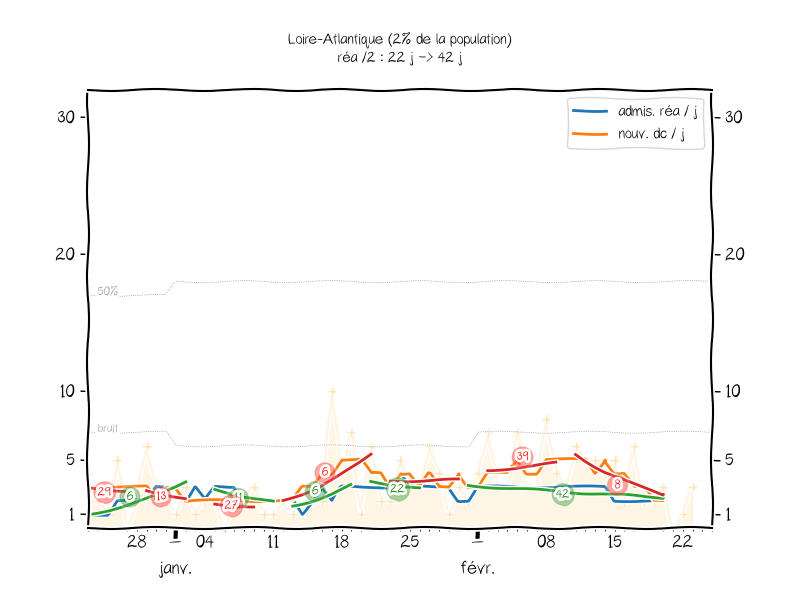 Loire-Atlantique (2% de la population)
réa /2 : 22 j -> 42 j
admis. réa / j
nouv. dc / j
30 30
20 20
50%
10 10
bruit
5 5
39
6
29 6 13 6 22 42 8
27
1 1
28 04 11 18 25 08 15 22
janv. févr.